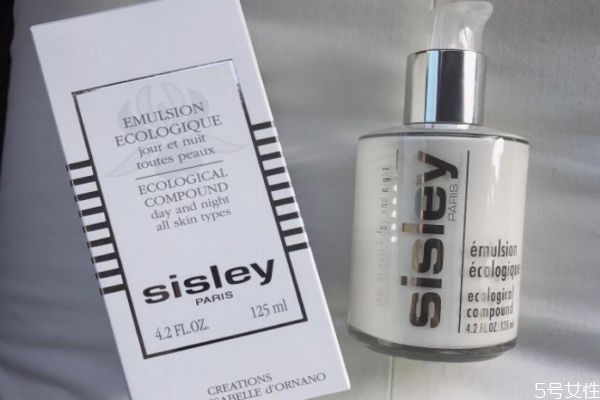 EMULSION
ECOLOGIQUE
jour et nuit
toutes peaux
ECOLOGICAL
COMPOUND
day and night
all skin types
sisley
PARIS
4.2 FL.OZ. 125 ml
CREATIONS
ISABELLE d'ORNANO
sisley
PARIS
émulsion
écologique
ecological
compound
4.2 FL.OZ. 125 ml
5号女性